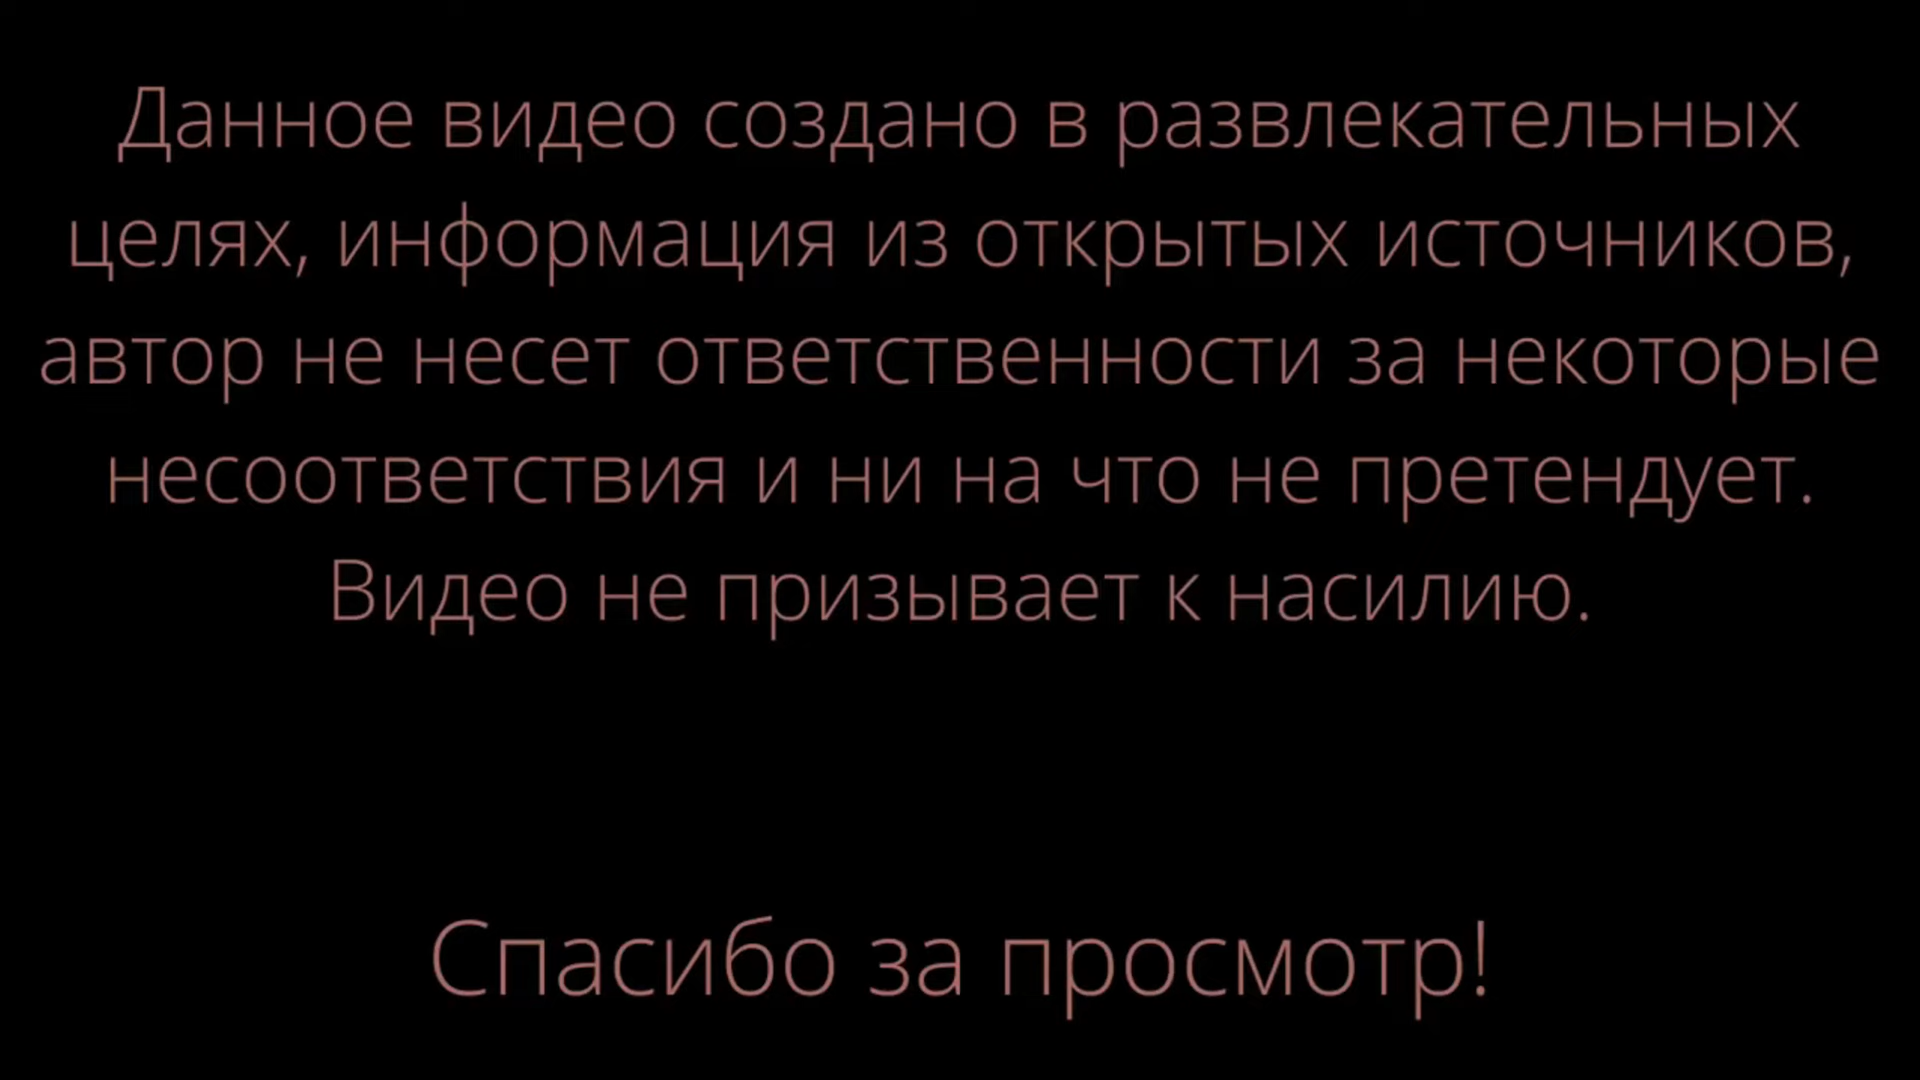 Данное видео создано в развлекательных
целях, информация из открытых источников,
автор не несет ответственности за некоторые
несоответствия и ни на что не претендует.
Видео не призывает к насилию.
Спасибо за просмотр!